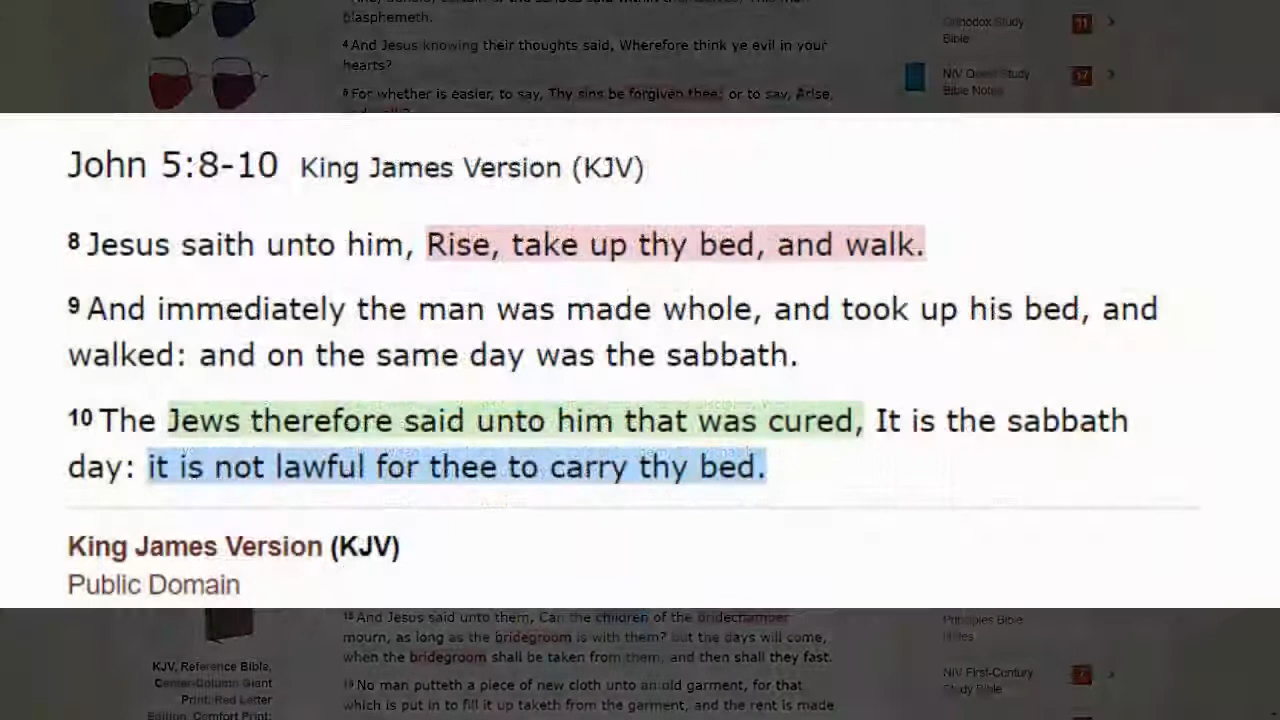 blasphemeth.
4 And Jesus knowing their thoughts said, Wherefore think ye evil in your
hearts?
5 For whether is easier, to say, Thy sins be forgiven thee; or to say, Arise,
Orthodox Study
Bible
11
NIV Quest Study
Bible Notes
17
John 5:8-10 King James Version (KJV)
8 Jesus saith unto him, Rise, take up thy bed, and walk.
9 And immediately the man was made whole, and took up his bed, and
walked: and on the same day was the sabbath.
10 The Jews therefore said unto him that was cured, It is the sabbath
day: it is not lawful for thee to carry thy bed.
King James Version (KJV)
Public Domain
15 And Jesus said unto them, Can the children of the bridechamber
mourn, as long as the bridegroom is with them? but the days will come,
when the bridegroom shall be taken from them, and then shall they fast.
No man putteth a piece of new cloth unto an old garment, for that
which is put in to fill it up taketh from the garment, and the rent is made
KJV, Reference Bible,
Center-Column Giant
Print, Red Letter
Edition, Comfort Print:
Principles Bible
Notes
NIV First-Century
Study Bible
7